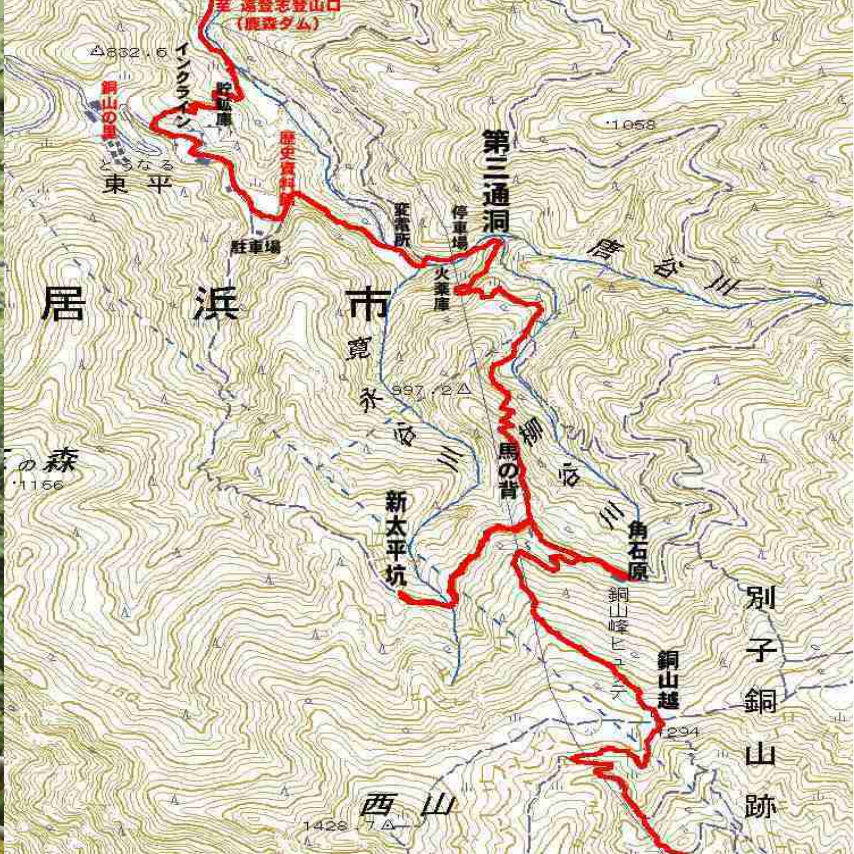 至 遠登志登山口
(鹿森ダム)
832.6
インクライン
銅山の里
貯鉱庫
1058
歴史資料館
第三通洞
とうなる
東平
変電所
停車場
駐車場
火薬庫
唐谷川
居浜市
寛永谷川
997.2
柳谷川
の森
1166
馬の背
新太平坑
角石原
銅山峰ヒュッテ
別子銅山跡
銅山越
1294
1150
西山
1428.7